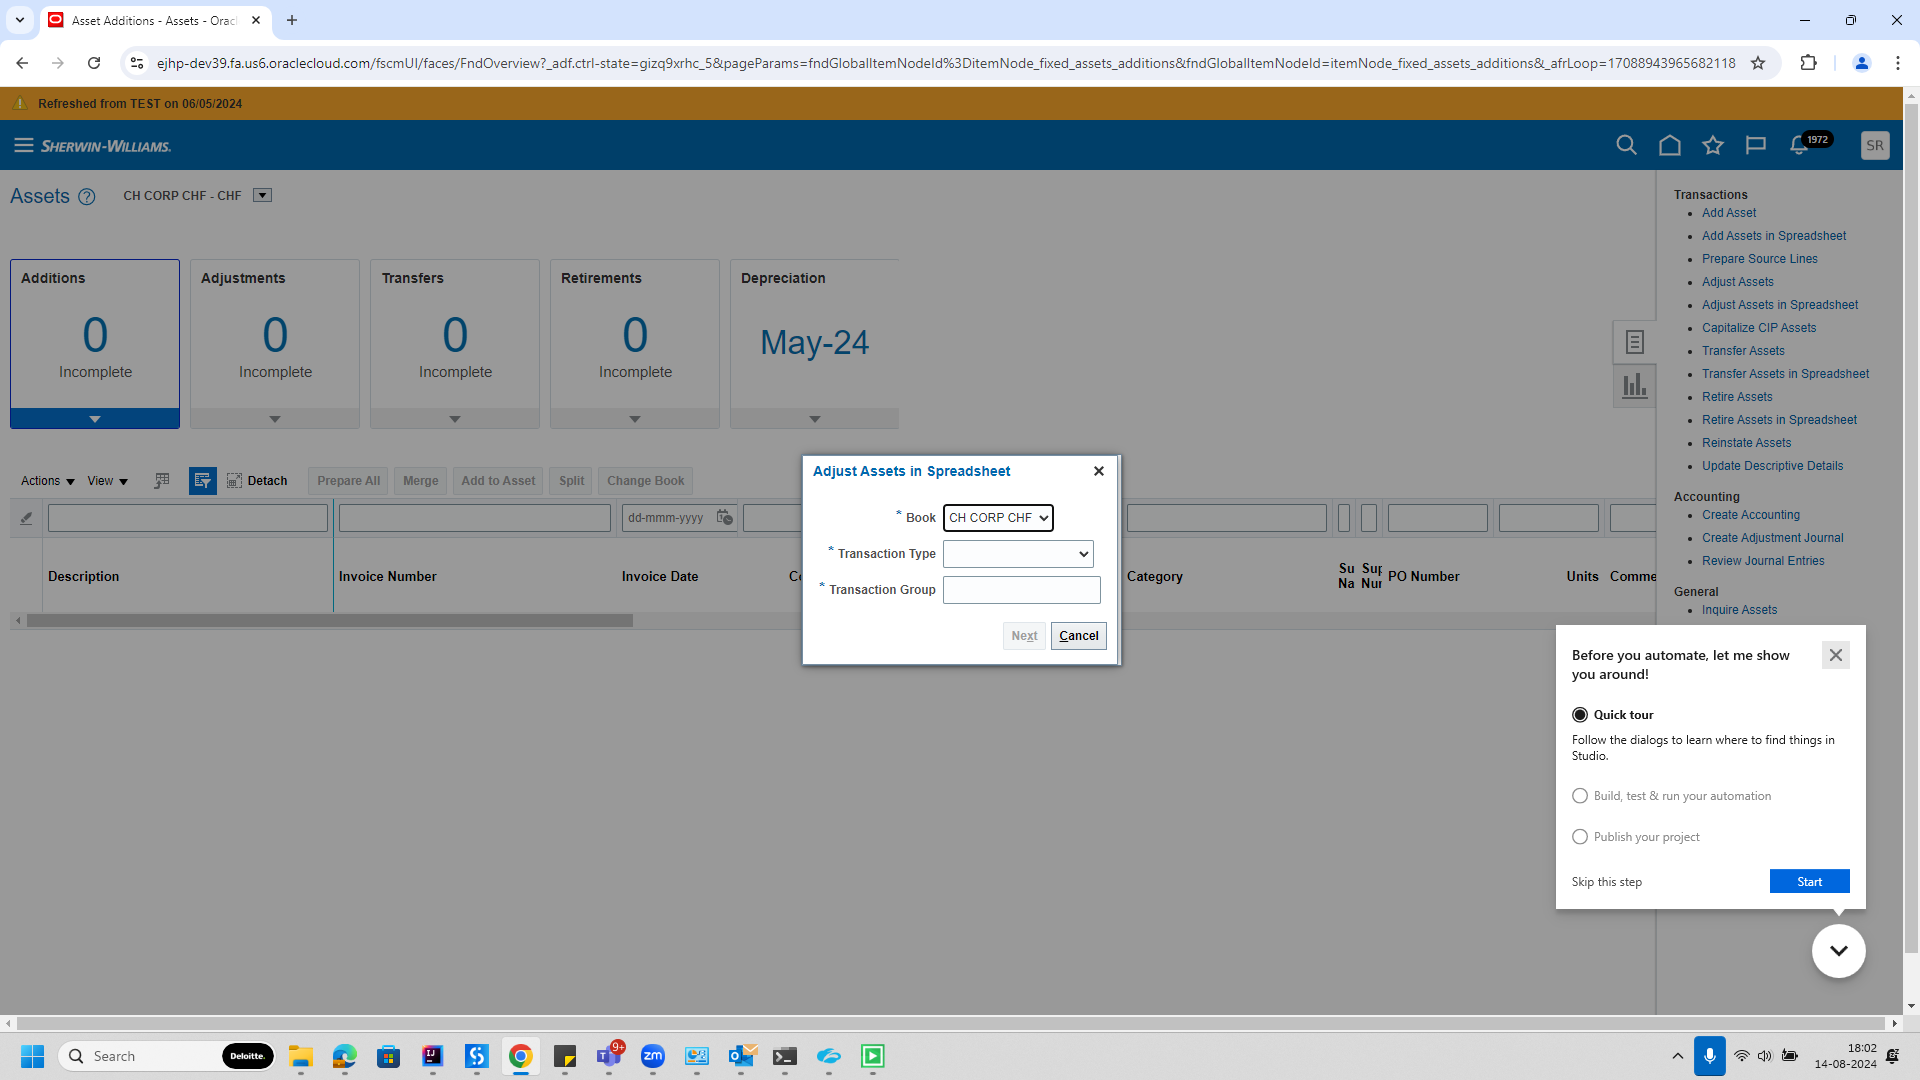 Asset Additions - Assets - Orac
ejhp-dev39.fa.us6.oraclecloud.com/fscmUI/faces/FndOverview?_adf.ctrl-state=gizq9xrhc_5&pageParams=fndGlobalItemNodeId%3DitemNode_fixed_assets_additions&fndGlobalItemNodeId=itemNode_fixed_assets_additions&_afrLoop=17088943965682118
Refreshed from TEST on 06/05/2024
SHERWIN-WILLIAMS.
1972
SR
Assets
CH CORP CHF - CHF
Additions
0
Incomplete
Adjustments
0
Incomplete
Transfers
0
Incomplete
Retirements
0
Incomplete
Depreciation
May-24
Transactions
Add Asset
Add Assets in Spreadsheet
Prepare Source Lines
Adjust Assets
Adjust Assets in Spreadsheet
Capitalize CIP Assets
Transfer Assets
Transfer Assets in Spreadsheet
Retire Assets
Retire Assets in Spreadsheet
Reinstate Assets
Update Descriptive Details
Accounting
Create Accounting
Create Adjustment Journal
Review Journal Entries
General
Inquire Assets
Actions View Detach Prepare All Merge Add to Asset Split Change Book
dd-mmm-yyyy
Description Invoice Number Invoice Date Co Category Su Na Sup Nur PO Number Units Comme
Adjust Assets in Spreadsheet
* Book CH CORP CHF
* Transaction Type
* Transaction Group
Next Cancel
Before you automate, let me show
you around!
Quick tour
Follow the dialogs to learn where to find things in
Studio.
Build, test & run your automation
Publish your project
Skip this step Start
Search
Deloitte.
9+
zm
18:02
14-08-2024